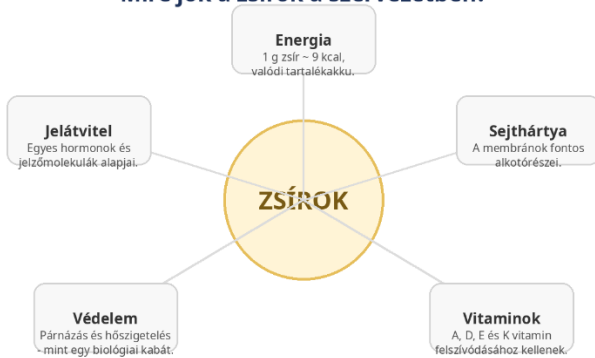 Energia
1 g zsír ~ 9 kcal,
valódi tartalékakku.
Jelátvitel
Egyes hormonok és
jelzőmolekulák alapjai.
Sejthártya
A membránok fontos
alkotórészei.
ZSÍROK
Védelem
Párnázás és hőszigetelés
- mint egy biológiai kabát.
Vitaminok
A, D, E és K vitamin
felszívódásához kellenek.